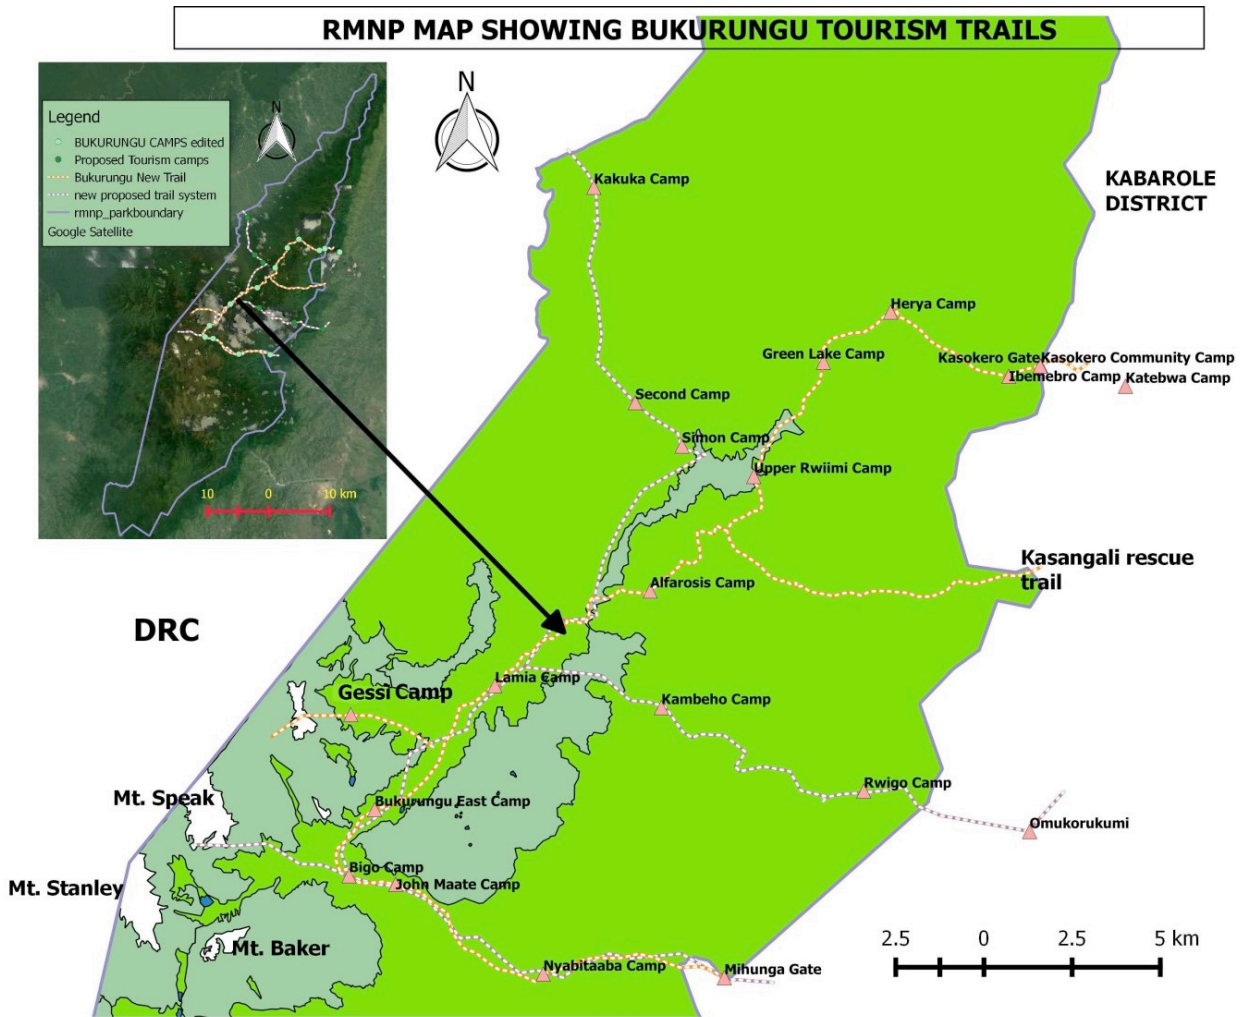 RMNP MAP SHOWING BUKURUNGU TOURISM TRAILS
N
Legend
BUKURUNGU CAMPS edited
Proposed Tourism camps
Bukurungu New Trail
new proposed trail system
rmnp_parkboundary
Google Satellite
N
10 0 10 km
KABAROLE
DISTRICT
Kakuka Camp
Herya Camp
Green Lake Camp
Kasokero Gate
Kasokero Community Camp
Ibemebro Camp
Katebwa Camp
Second Camp
Simon Camp
Upper Rwiimi Camp
Kasangali rescue
trail
Alfarosis Camp
DRC
Lamia Camp
Gessi Camp
Kambeho Camp
Rwigo Camp
Mt. Speak
Bukurungu East Camp
Omukorukumi
Bigo Camp
John Maate Camp
Mt. Stanley
Mt. Baker
Nyabitaaba Camp
Mihunga Gate
2.5 0 2.5 5 km